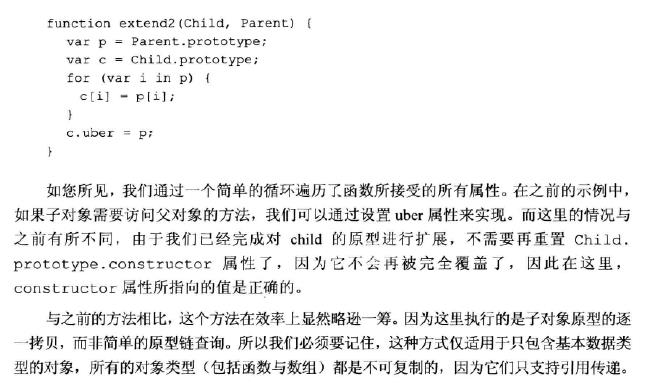 function extend2(Child, Parent) {
var p = Parent.prototype;
var c = Child.prototype;
for (var i in p) {
c[i] = p[i];
}
c.uber = p;
}
如您所见，我们通过一个简单的循环遍历了函数所接受的所有属性。在之前的示例中，
如果子对象需要访问父对象的方法，我们可以通过设置 uber 属性来实现。而这里的情况与
之前有所不同，由于我们已经完成对 child 的原型进行扩展，不需要再重置 Child.
prototype.constructor 属性了，因为它不会再被完全覆盖了，因此在这里，
constructor 属性所指向的值是正确的。
与之前的方法相比，这个方法在效率上显然略逊一筹。因为这里执行的是子对象原型的逐
一拷贝，而非简单的原型链查询。所以我们必须要记住，这种方式仅适用于只包含基本数据类
型的对象，所有的对象类型（包括函数与数组）都是不可复制的，因为它们只支持引用传递。